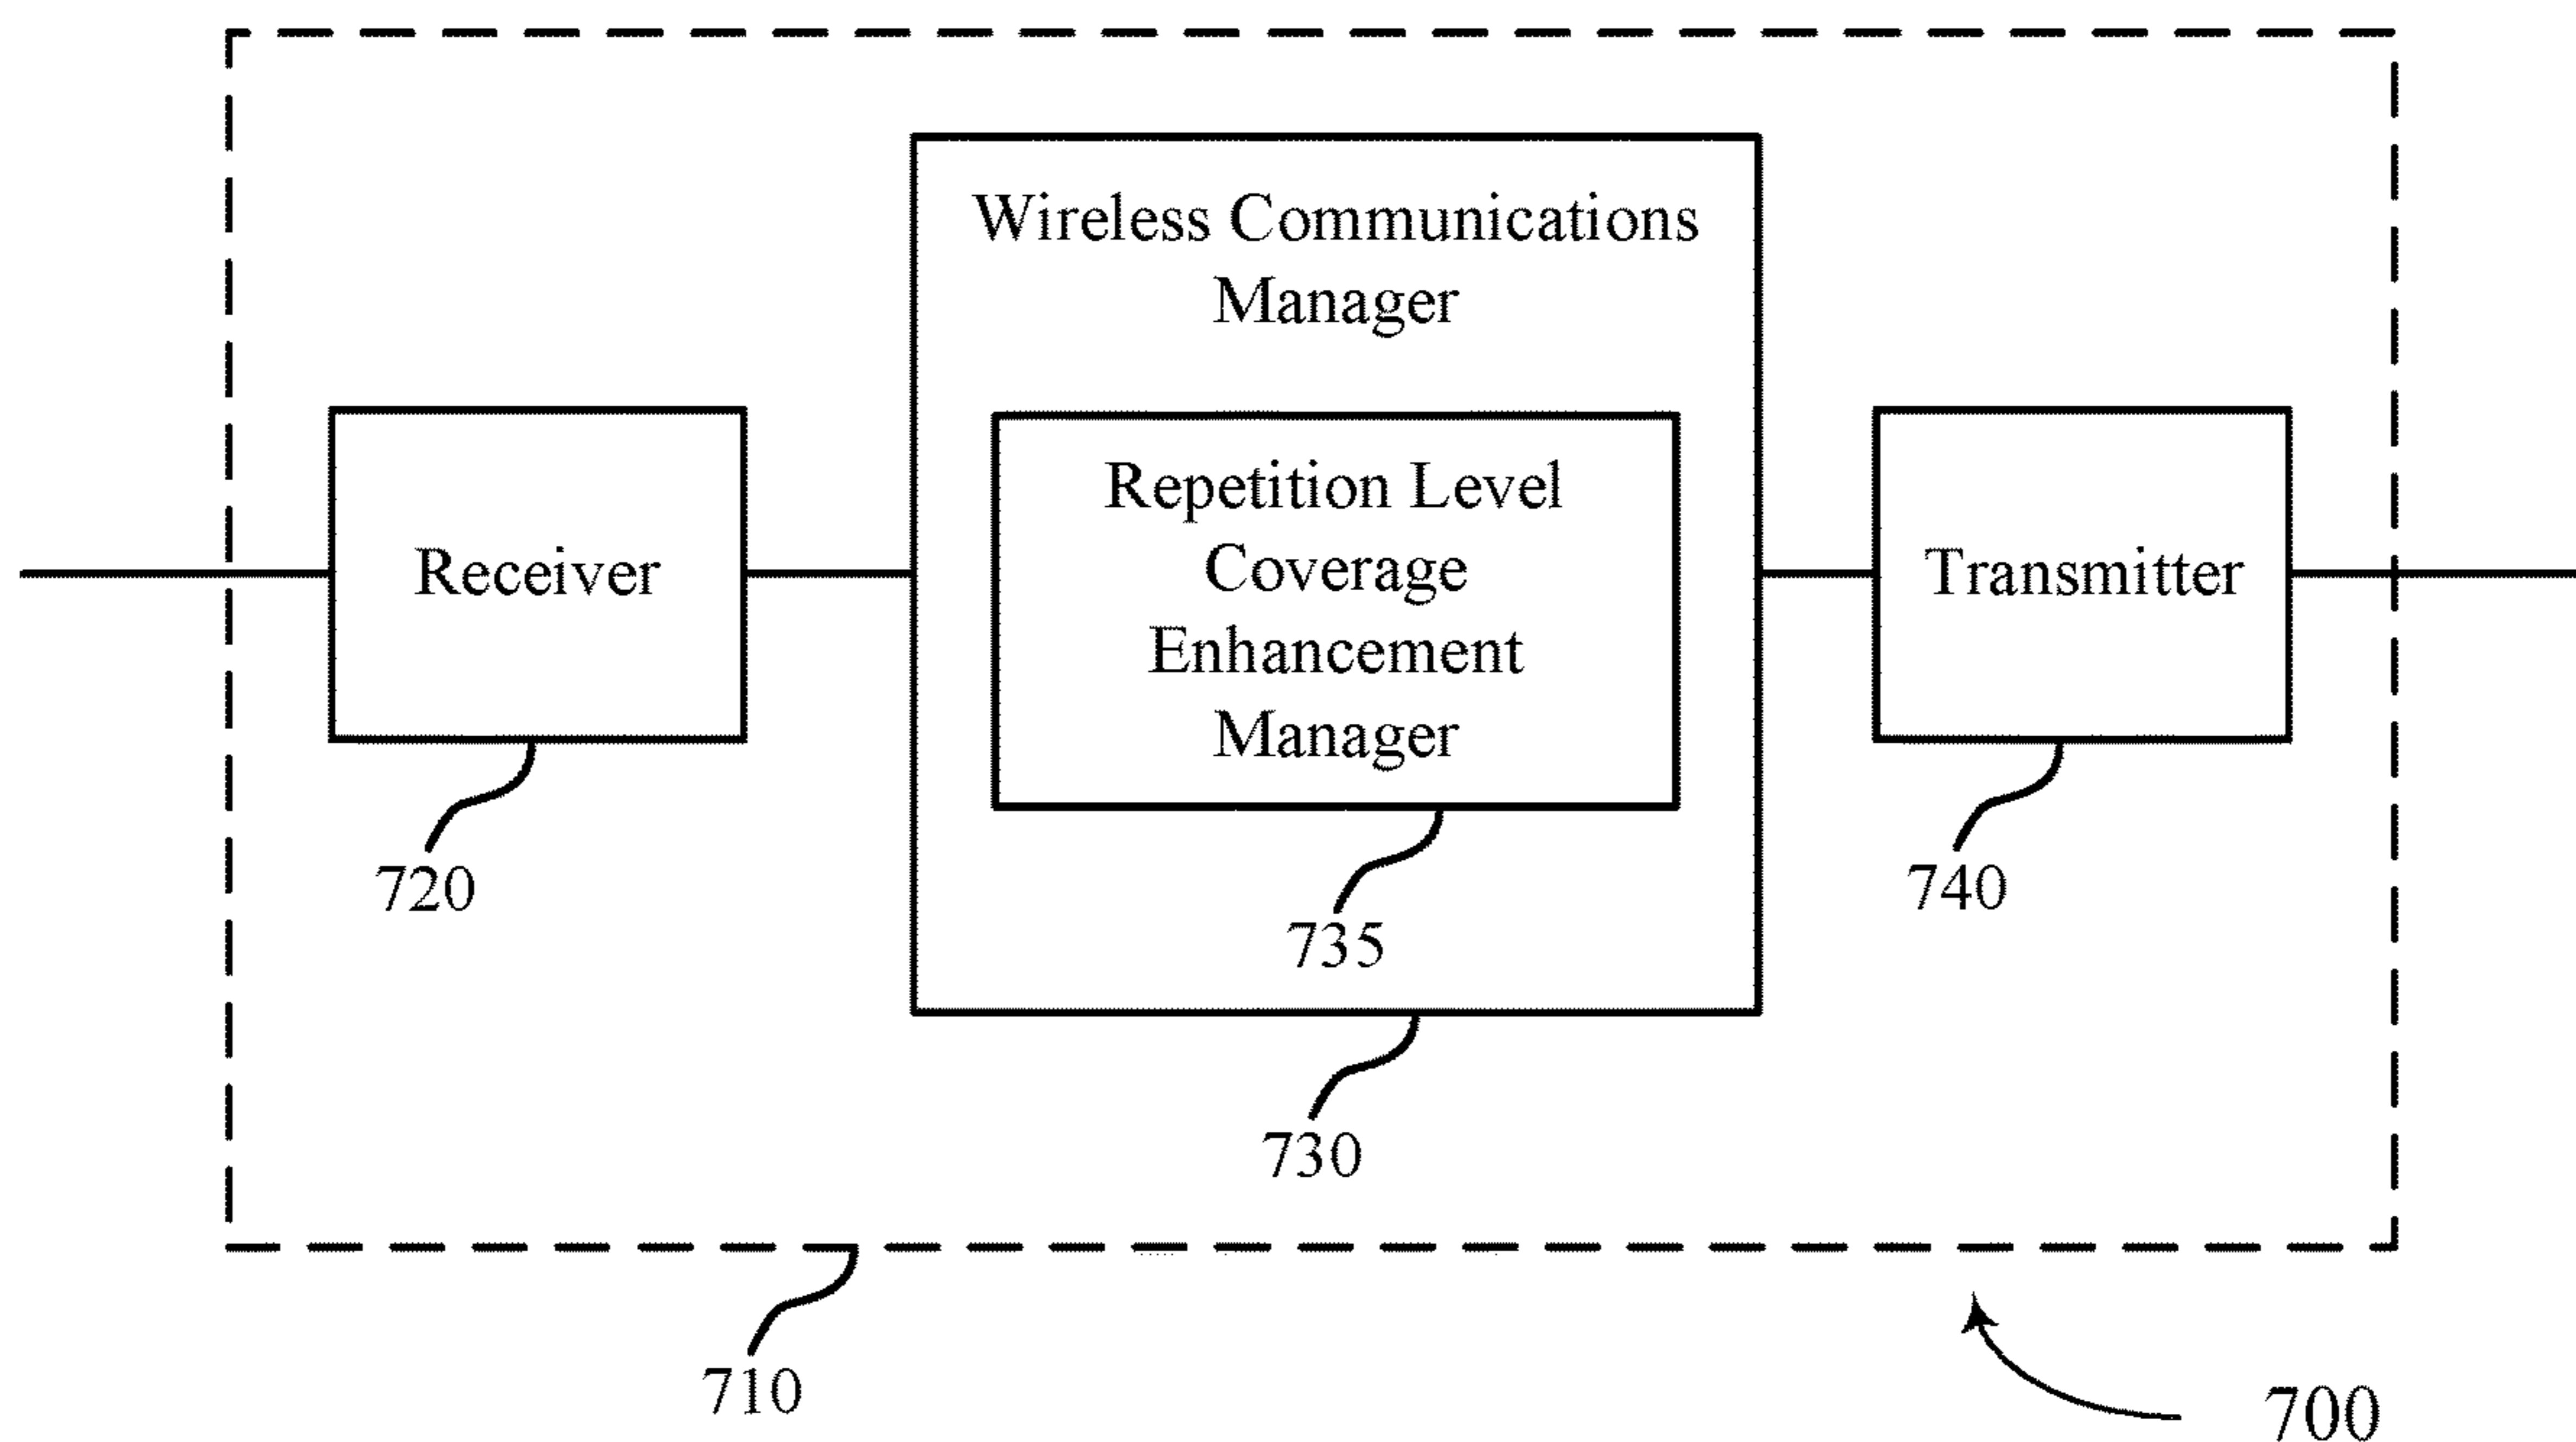 Wireless Communications
Manager
Receiver
Repetition Level
Coverage
Enhancement
Manager
Transmitter
720
735
740
730
710
700